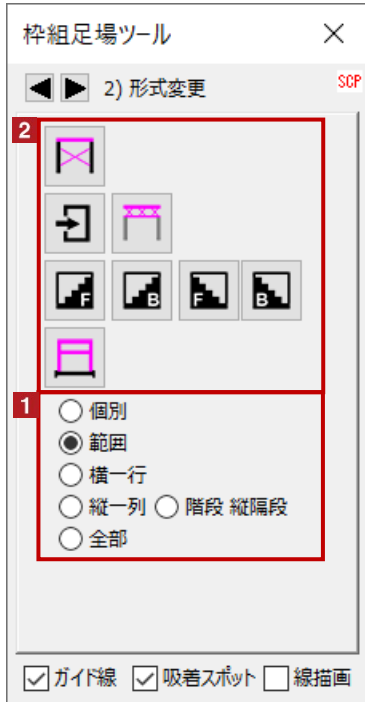 枠組足場ツール
2) 形式変更
SCP
2
F
B
F
B
1
個別
範囲
横一行
縦一列 階段 縦隔段
全部
ガイド線 吸着スポット 線描画